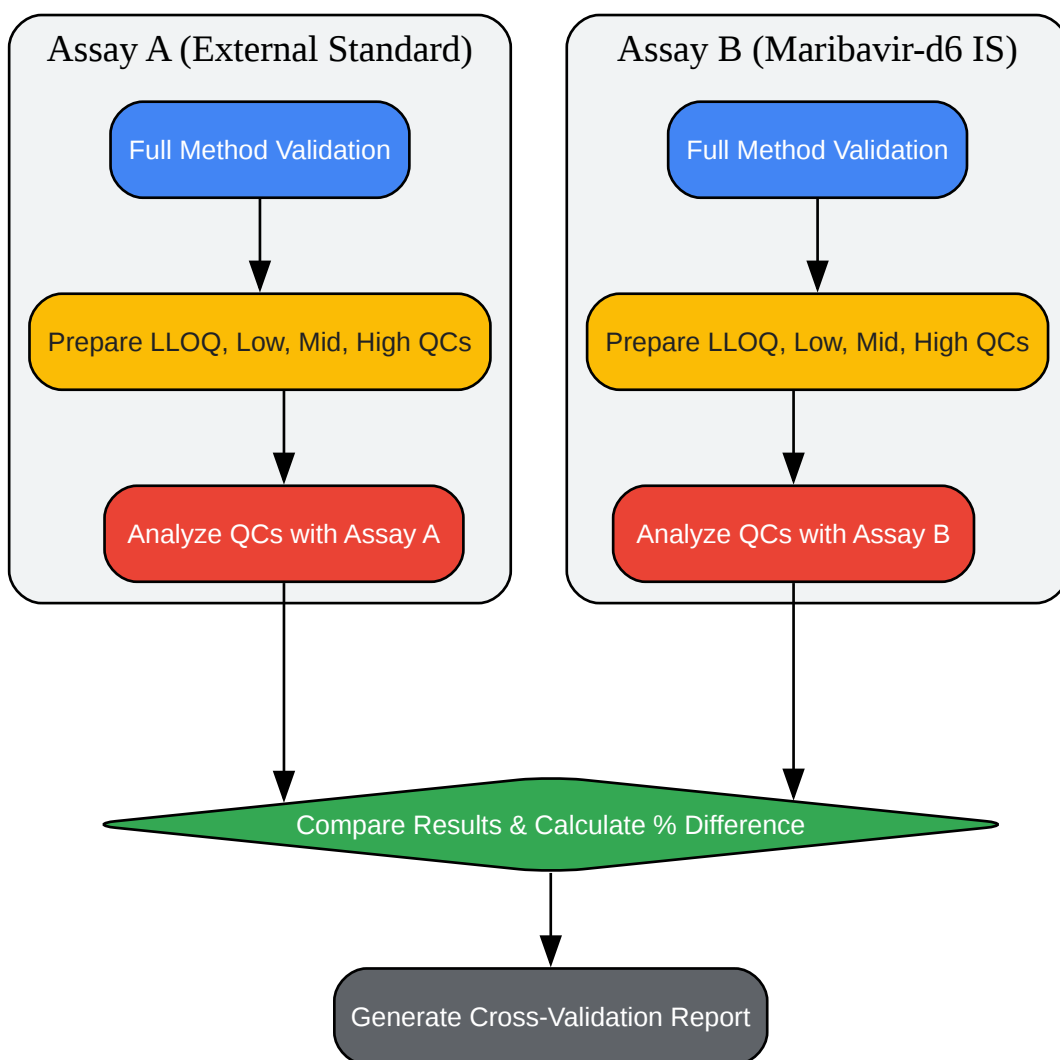 Assay A (External Standard)
Full Method Validation
Prepare LLOQ, Low, Mid, High QCs
Analyze QCs with Assay A
Assay B (Maribavir-d6 IS)
Full Method Validation
Prepare LLOQ, Low, Mid, High QCs
Analyze QCs with Assay B
Compare Results & Calculate % Difference
Generate Cross-Validation Report